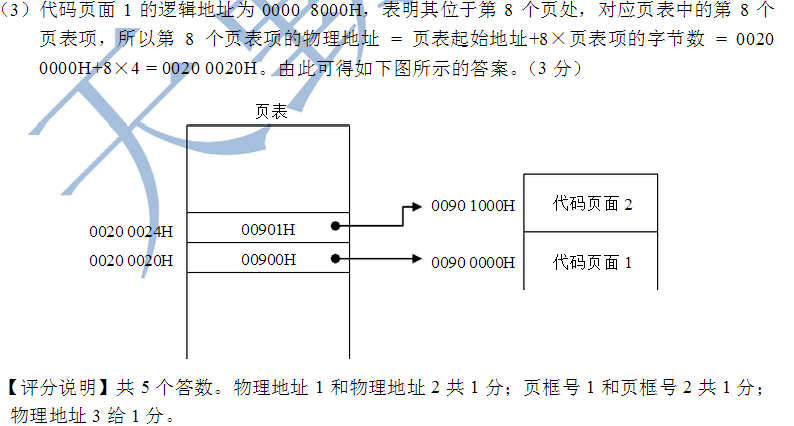 （3）代码页面 1 的逻辑地址为 0000 8000H，表明其位于第 8 个页处，对应页表中的第 8 个
页表项，所以第 8 个页表项的物理地址 = 页表起始地址+8×页表项的字节数 = 0020
0000H+8×4 = 0020 0020H。由此可得如下图所示的答案。（3 分）
页表
0090 1000H 代码页面 2
0020 0024H 00901H
0020 0020H 00900H 0090 0000H 代码页面 1
【评分说明】共 5 个答数。物理地址 1 和物理地址 2 共 1 分；页框号 1 和页框号 2 共 1 分；
物理地址 3 给 1 分。